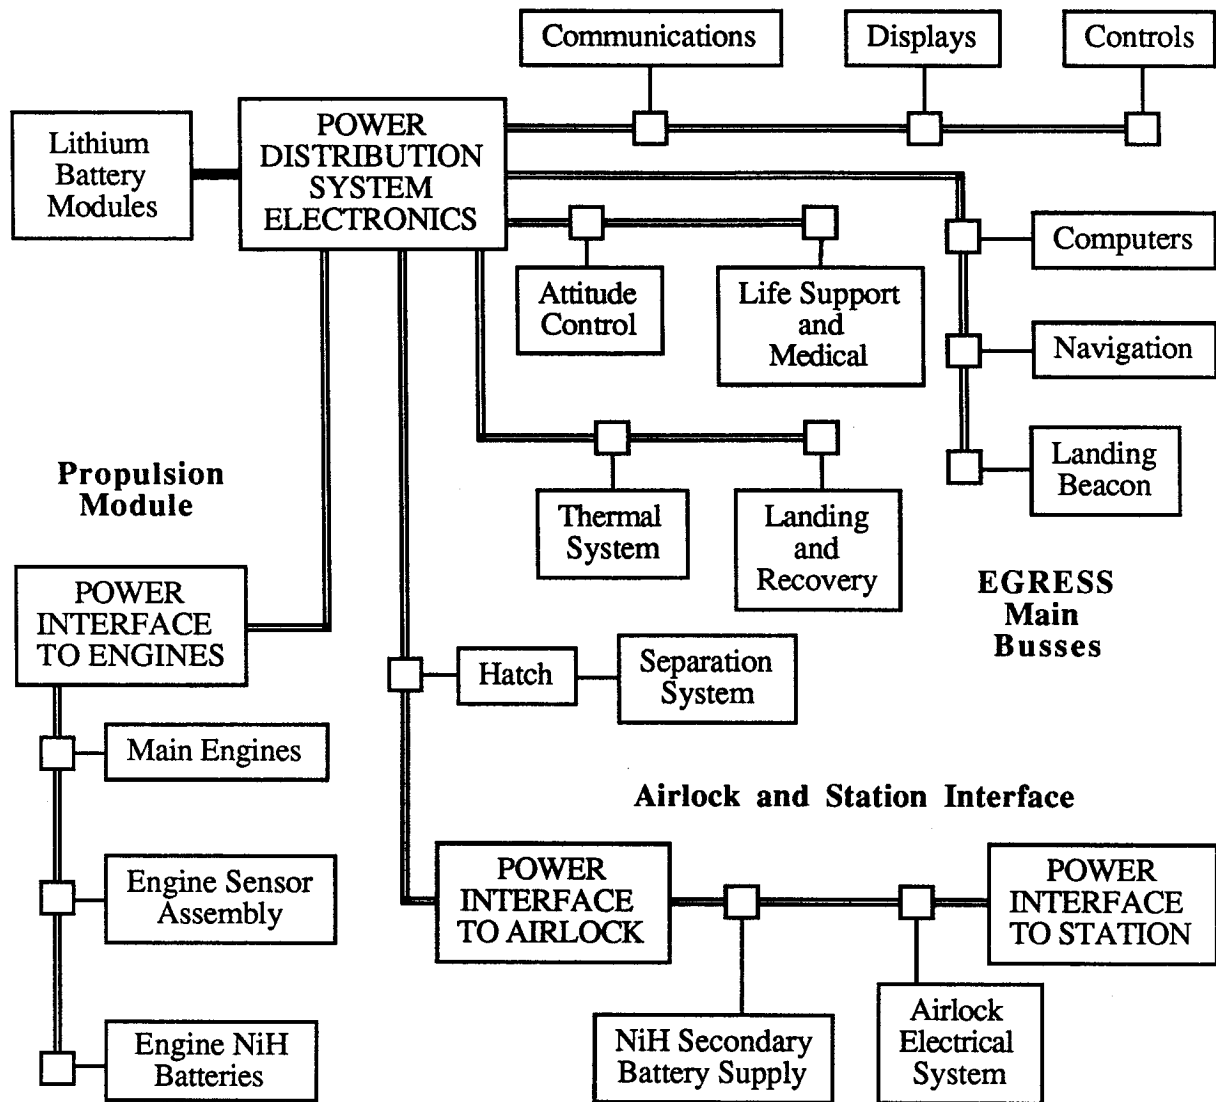 Communications
Displays
Controls
Lithium
Battery
Modules
POWER
DISTRIBUTION
SYSTEM
ELECTRONICS
Computers
Attitude
Control
Life Support
and
Medical
Navigation
Landing
Beacon
Propulsion
Module
Thermal
System
Landing
and
Recovery
EGRESS
Main
Busses
POWER
INTERFACE
TO ENGINES
Hatch
Separation
System
Main Engines
Airlock and Station Interface
Engine Sensor
Assembly
POWER
INTERFACE
TO AIRLOCK
POWER
INTERFACE
TO STATION
Engine NiH
Batteries
NiH Secondary
Battery Supply
Airlock
Electrical
System